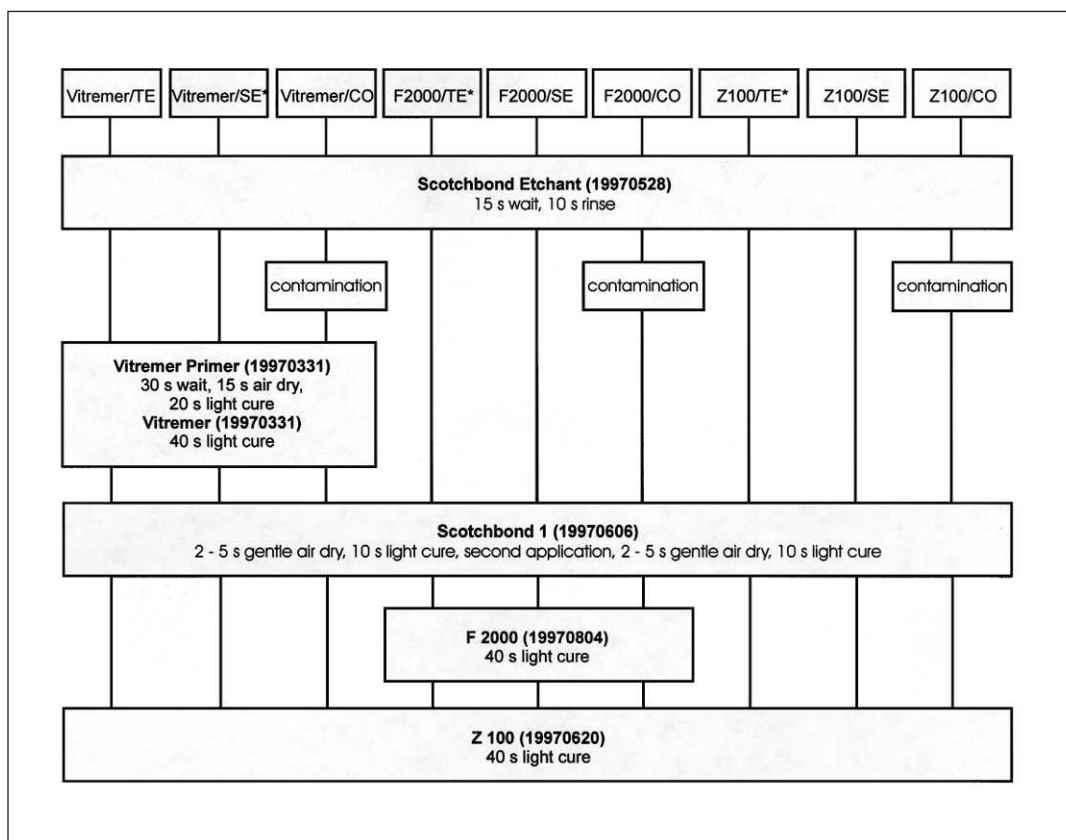 Vitremer/TE
Vitremer/SE*
Vitremer/CO
F2000/TE*
F2000/SE
F2000/CO
Z100/TE*
Z100/SE
Z100/CO
Scotchbond Etchant (19970528)
15 s wait, 10 s rinse
contamination
contamination
contamination
Vitremer Primer (19970331)
30 s wait, 15 s air dry,
20 s light cure
Vitremer (19970331)
40 s light cure
Scotchbond 1 (19970606)
2 - 5 s gentle air dry, 10 s light cure, second application, 2 - 5 s gentle air dry, 10 s light cure
F 2000 (19970804)
40 s light cure
Z 100 (19970620)
40 s light cure